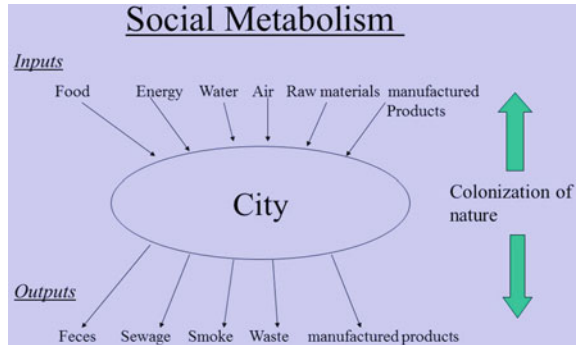 Social Metabolism
Inputs
Food Energy Water Air Raw materials manufactured
Products
City
Colonization of
nature
Outputs
Feces Sewage Smoke Waste manufactured products